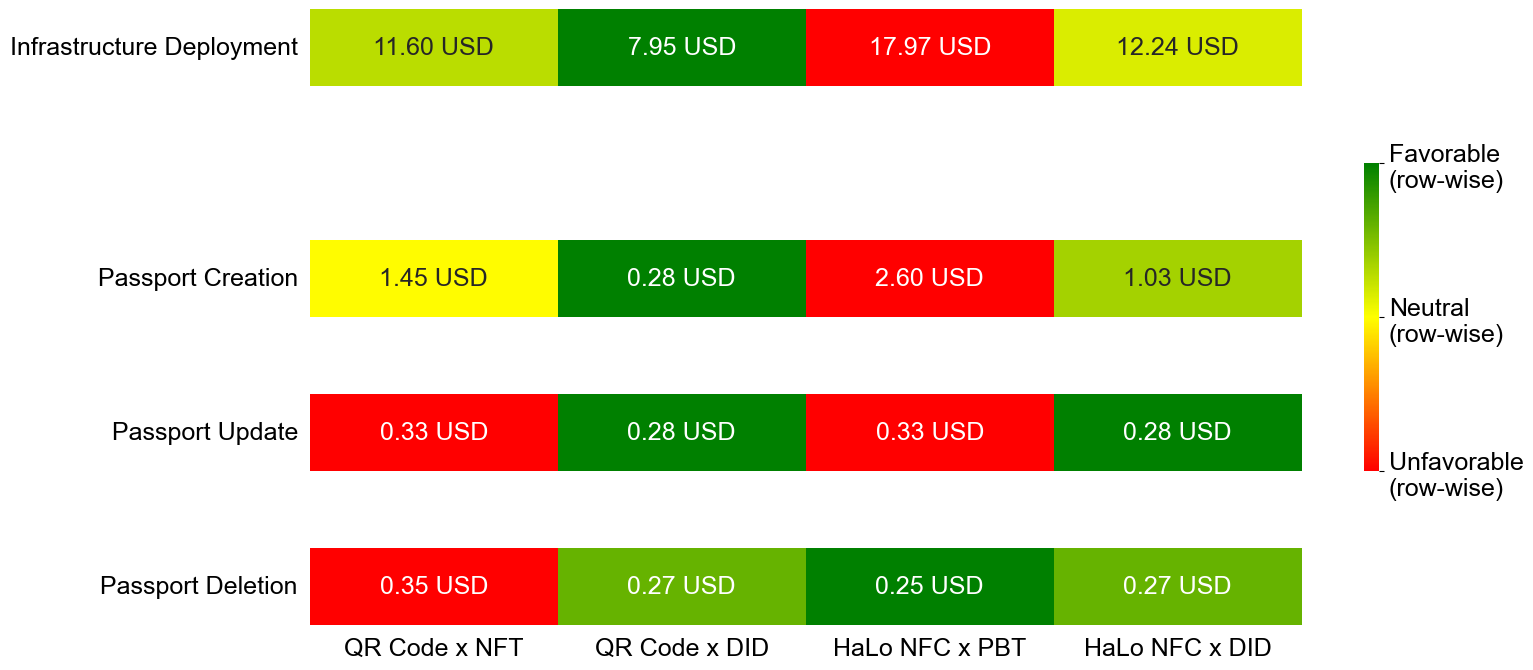 Infrastructure Deployment 11.60 USD 7.95 USD 17.97 USD 12.24 USD
Passport Creation 1.45 USD 0.28 USD 2.60 USD 1.03 USD
Passport Update 0.33 USD 0.28 USD 0.33 USD 0.28 USD
Passport Deletion 0.35 USD 0.27 USD 0.25 USD 0.27 USD
QR Code x NFT QR Code x DID HaLo NFC x PBT HaLo NFC x DID
Favorable
(row-wise)
Neutral
(row-wise)
Unfavorable
(row-wise)